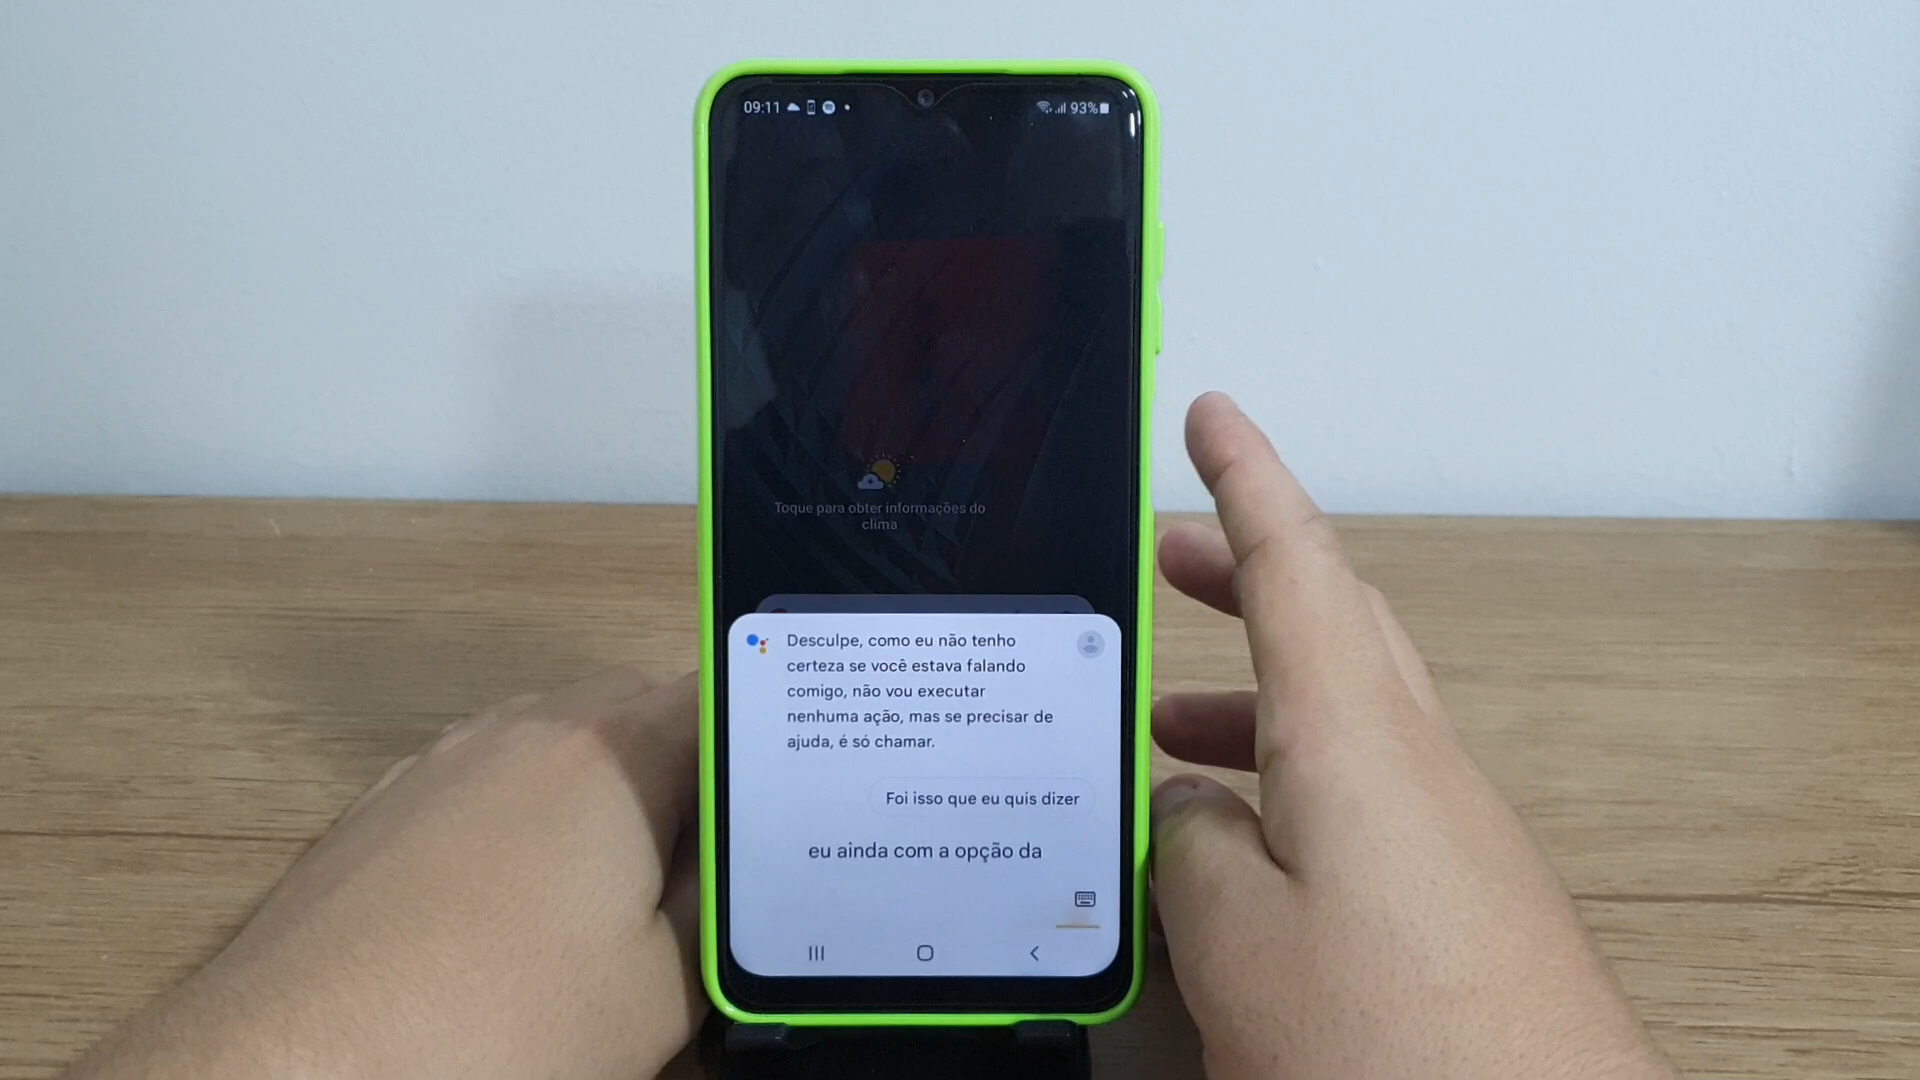 09:11
93%
Toque para obter informações do
clima
Desculpe, como eu não tenho
certeza se você estava falando
comigo, não vou executar
nenhuma ação, mas se precisar de
ajuda, é só chamar.
Foi isso que eu quis dizer
eu ainda com a opção da